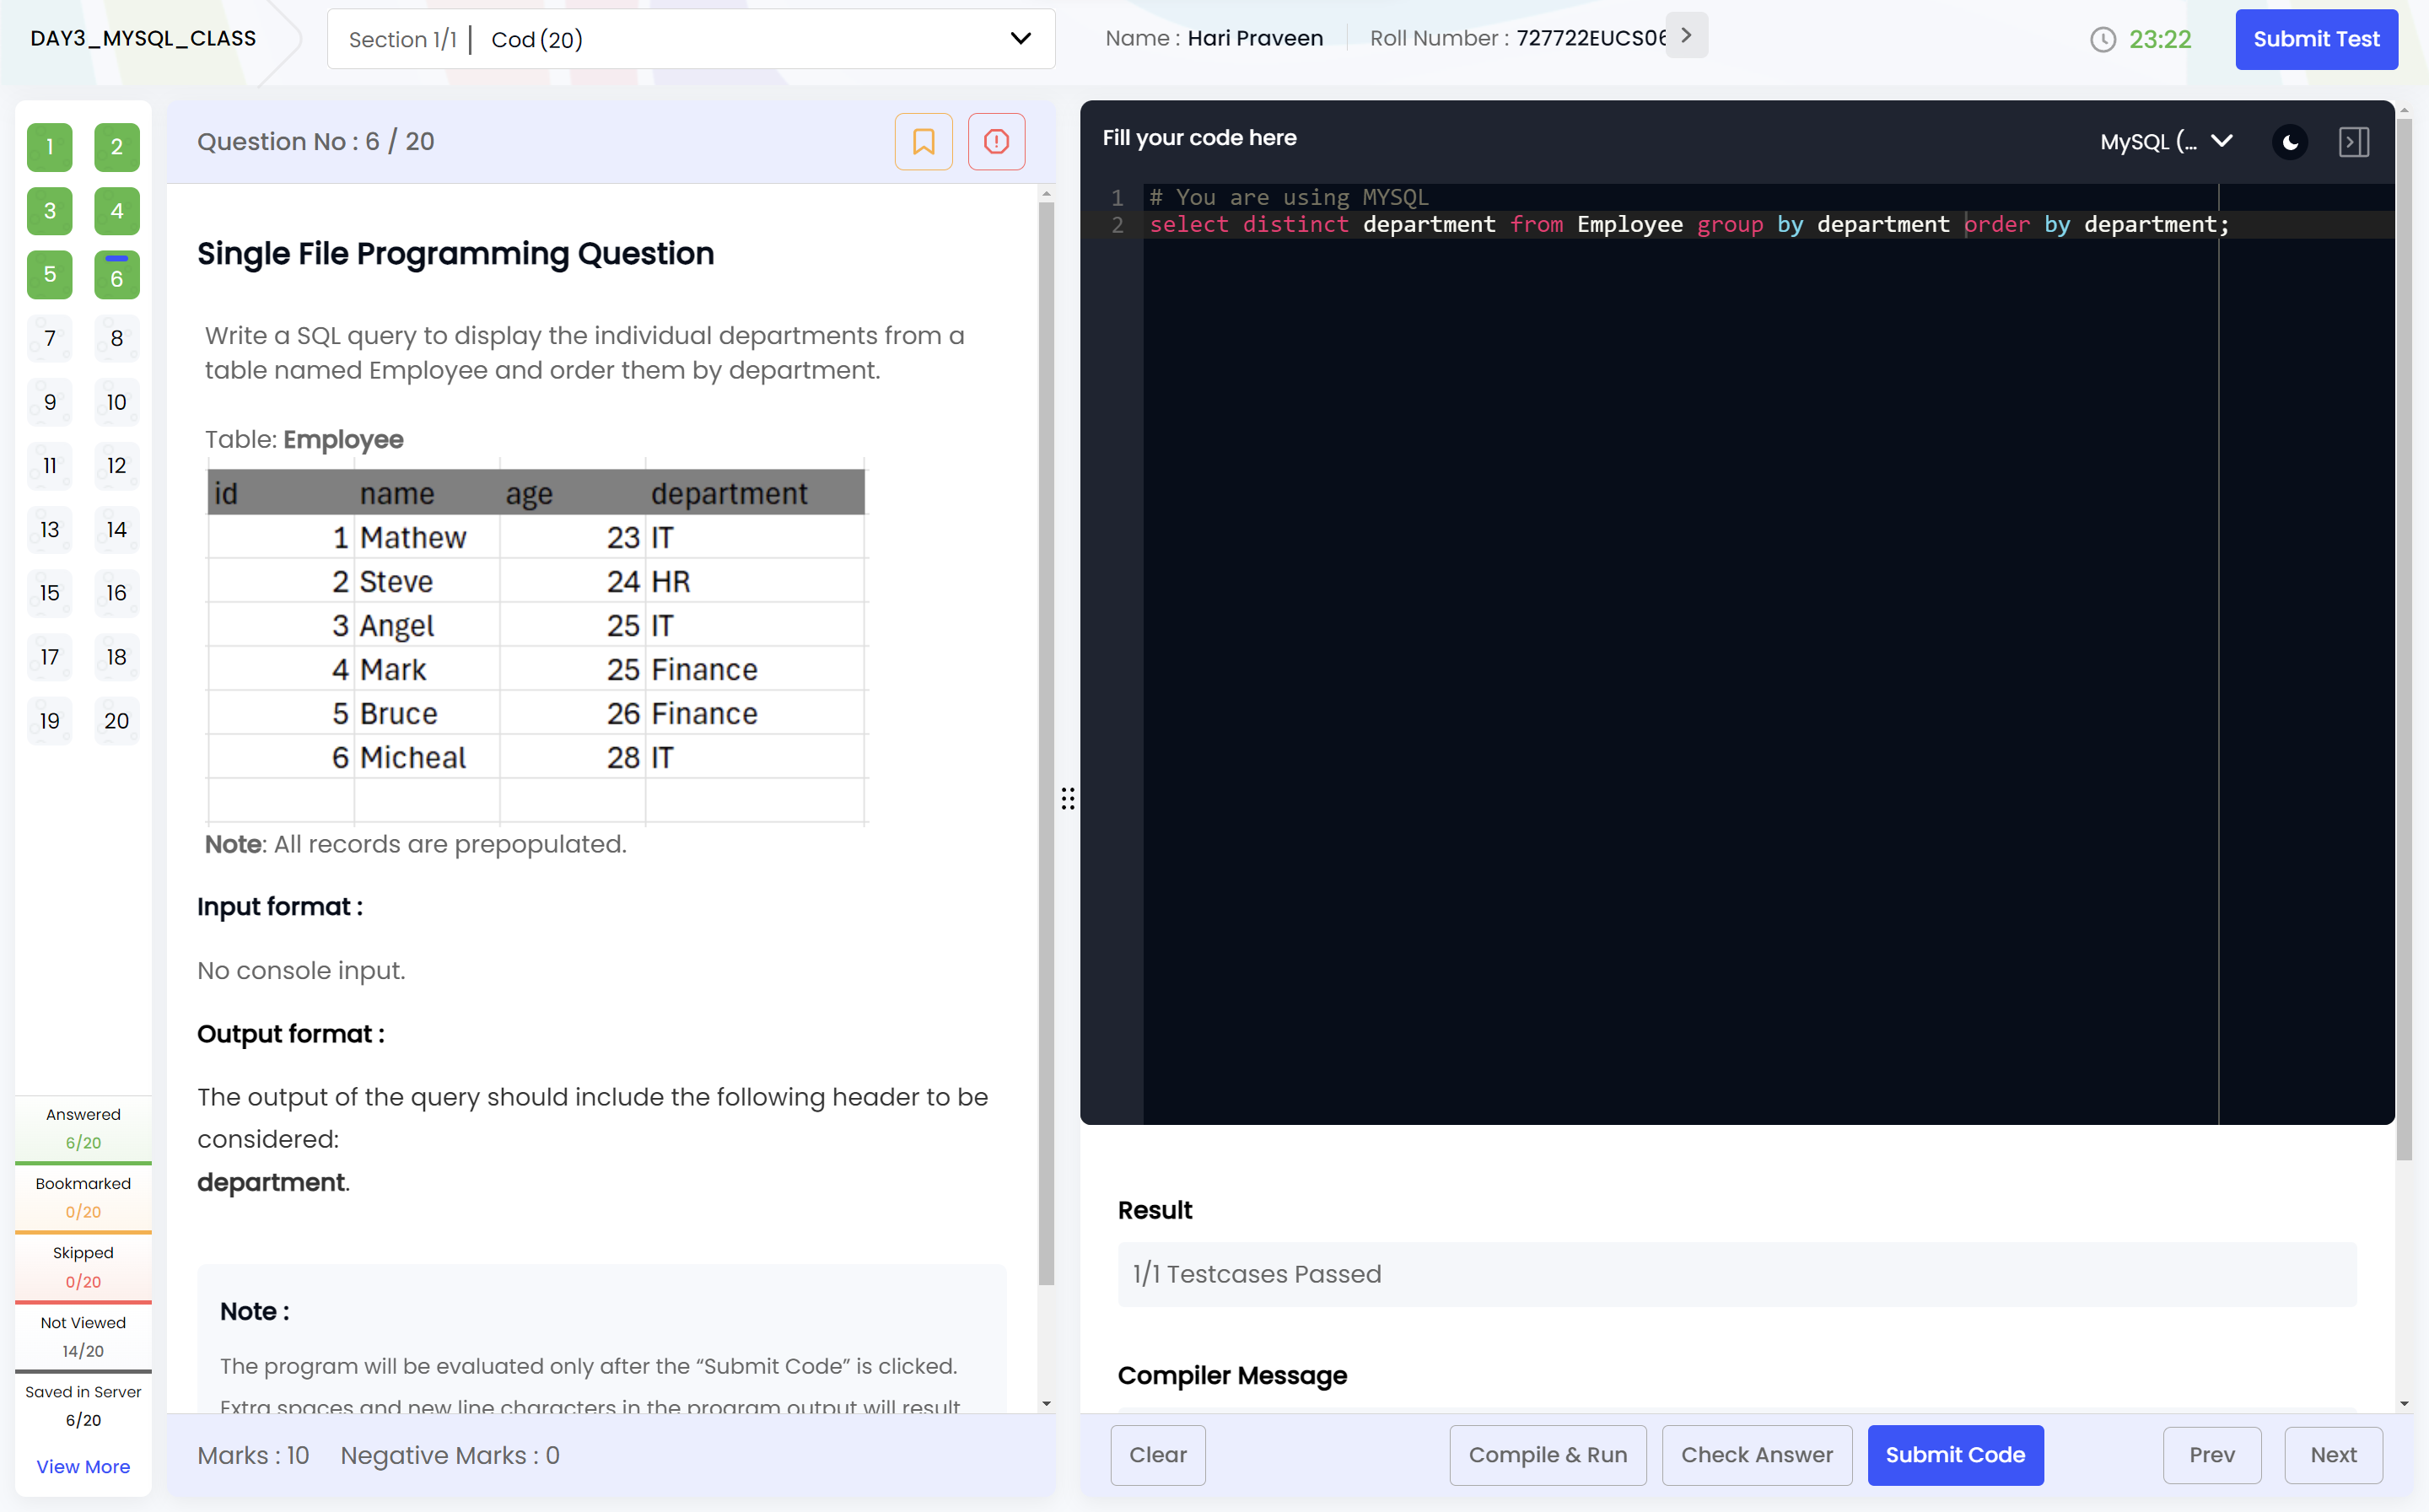 DAY3_MYSQL_CLASS
Section 1/1 | Cod (20)
Name : Hari Praveen
Roll Number : 727722EUCS06
23:22
Submit Test
1 2
3 4
5 6
7 8
9 10
11 12
13 14
15 16
17 18
19 20
Answered
6/20
Bookmarked
0/20
Skipped
0/20
Not Viewed
14/20
Saved in Server
6/20
View More
Question No : 6 / 20
Single File Programming Question
Write a SQL query to display the individual departments from a
table named Employee and order them by department.
Table: Employee
id name age department
1 Mathew 23 IT
2 Steve 24 HR
3 Angel 25 IT
4 Mark 25 Finance
5 Bruce 26 Finance
6 Micheal 28 IT
Note: All records are prepopulated.
Input format :
No console input.
Output format :
The output of the query should include the following header to be
considered:
department.
Note :
The program will be evaluated only after the “Submit Code” is clicked.
Extra spaces and new line characters in the program output will result
Marks : 10 Negative Marks : 0
Fill your code here
MySQL (...
1 # You are using MYSQL
2 select distinct department from Employee group by department order by department;
Result
1/1 Testcases Passed
Compiler Message
Clear
Compile & Run
Check Answer
Submit Code
Prev
Next